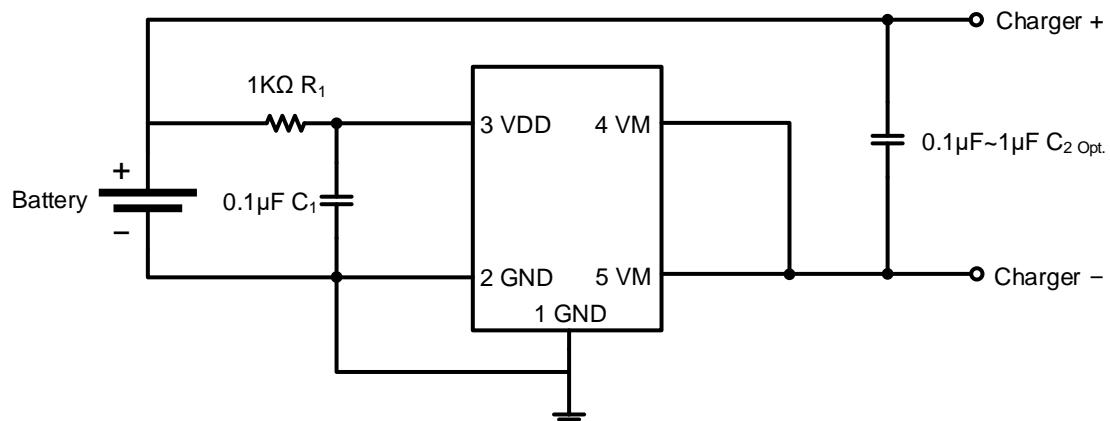 Charger +
1KΩ R1
3 VDD
4 VM
0.1µF~1µF C2 Opt.
+
Battery
−
0.1µF C1
2 GND
5 VM
Charger −
1 GND